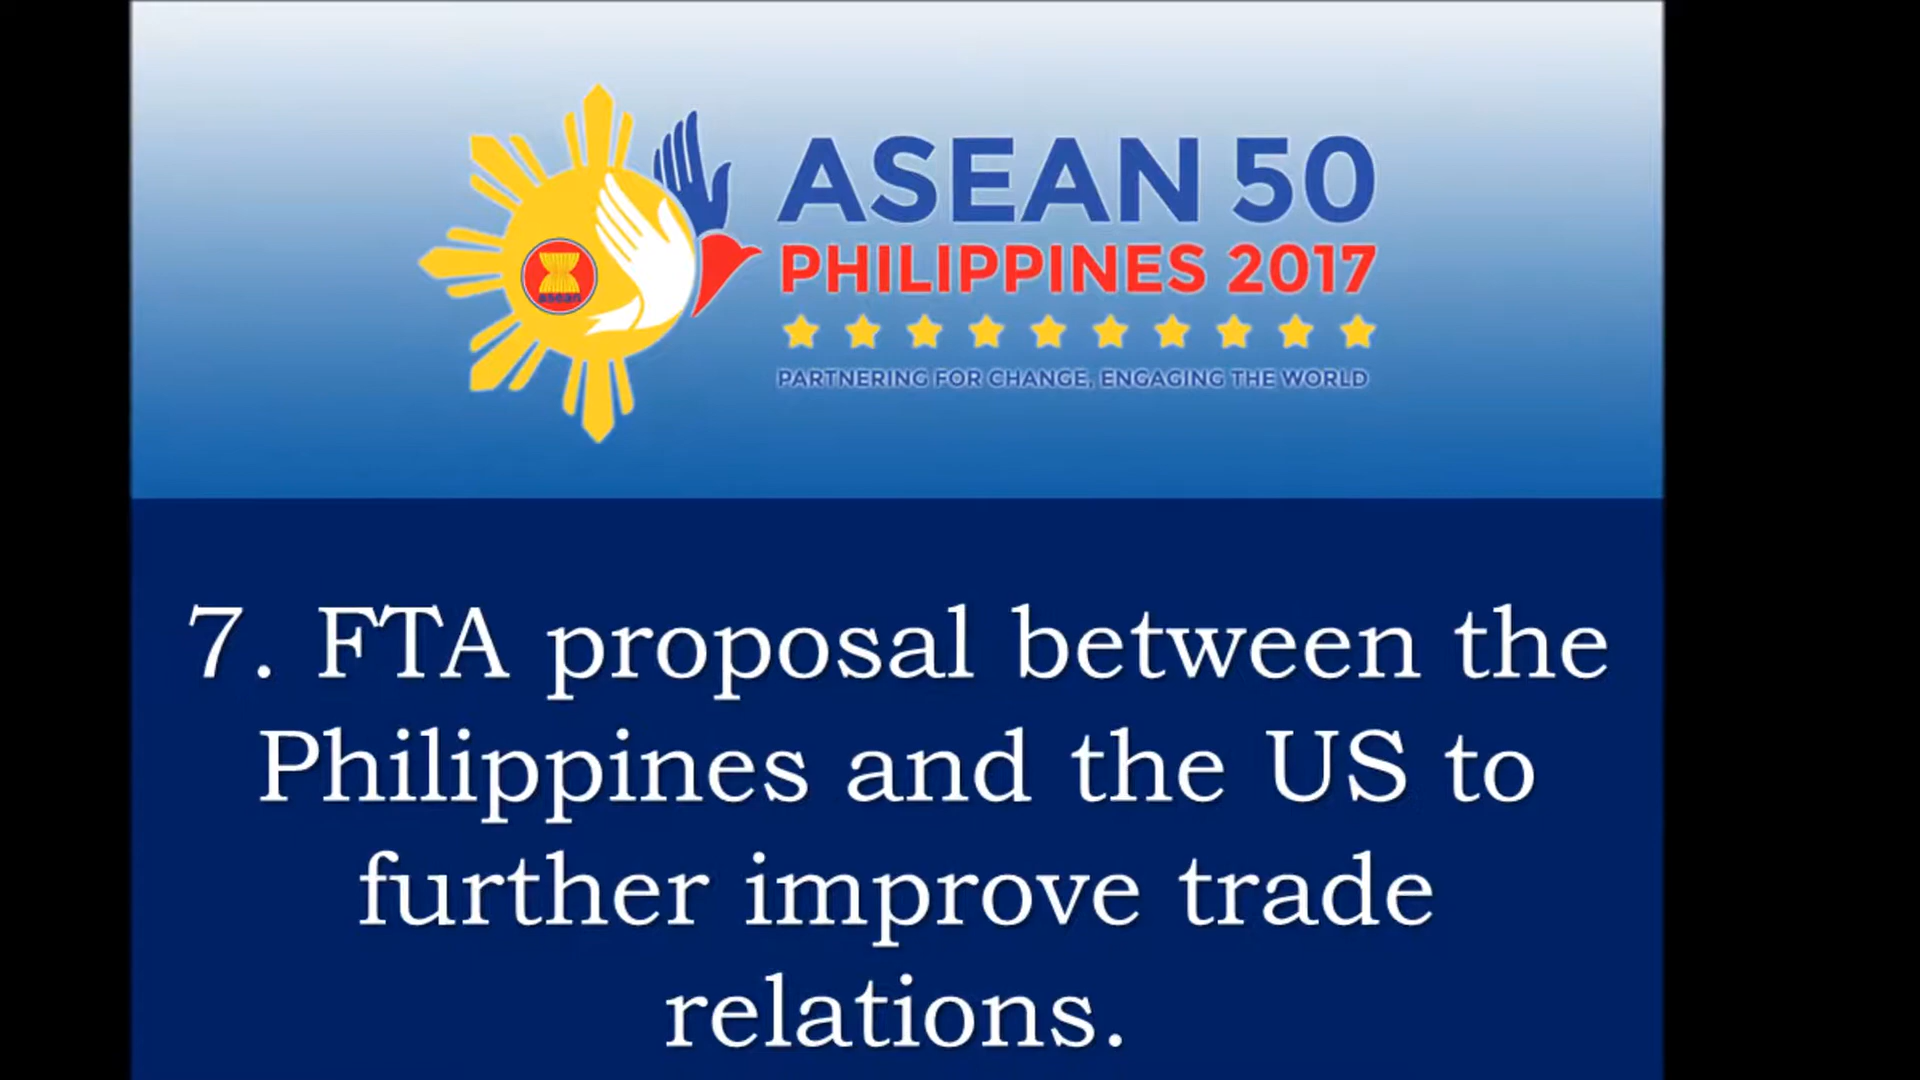 ASEAN 50
PHILIPPINES 2017
asean
PARTNERING FOR CHANGE, ENGAGING THE WORLD
7. FTA proposal between the
Philippines and the US to
further improve trade
relations.